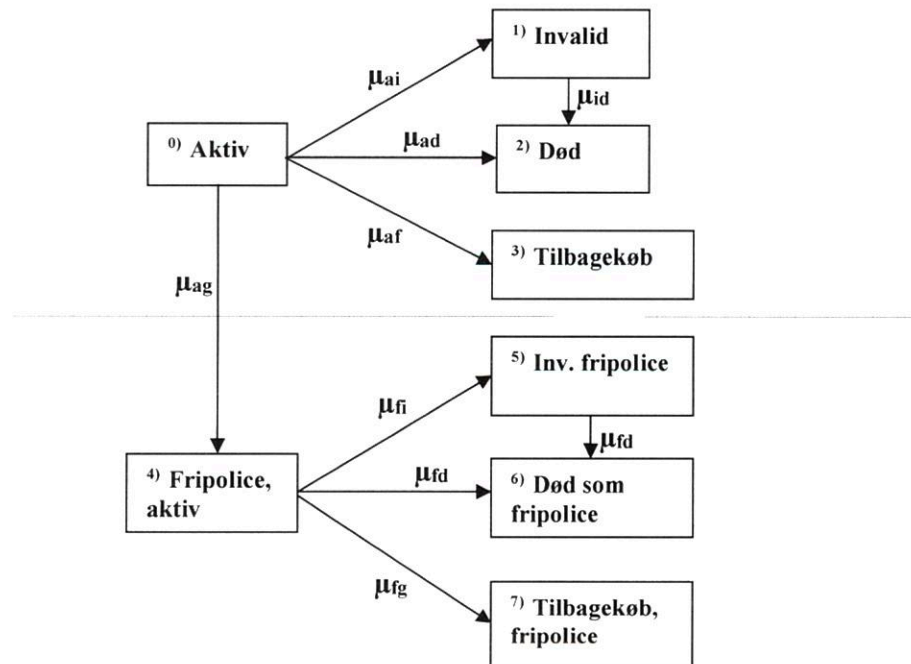 1) Invalid
μai
μid
0) Aktiv
μad
2) Død
μaf
3) Tilbagekøb
μag
5) Inv. fripolice
μfi
μfd
4) Fripolice,
aktiv
μfd
6) Død som
fripolice
μfg
7) Tilbagekøb,
fripolice